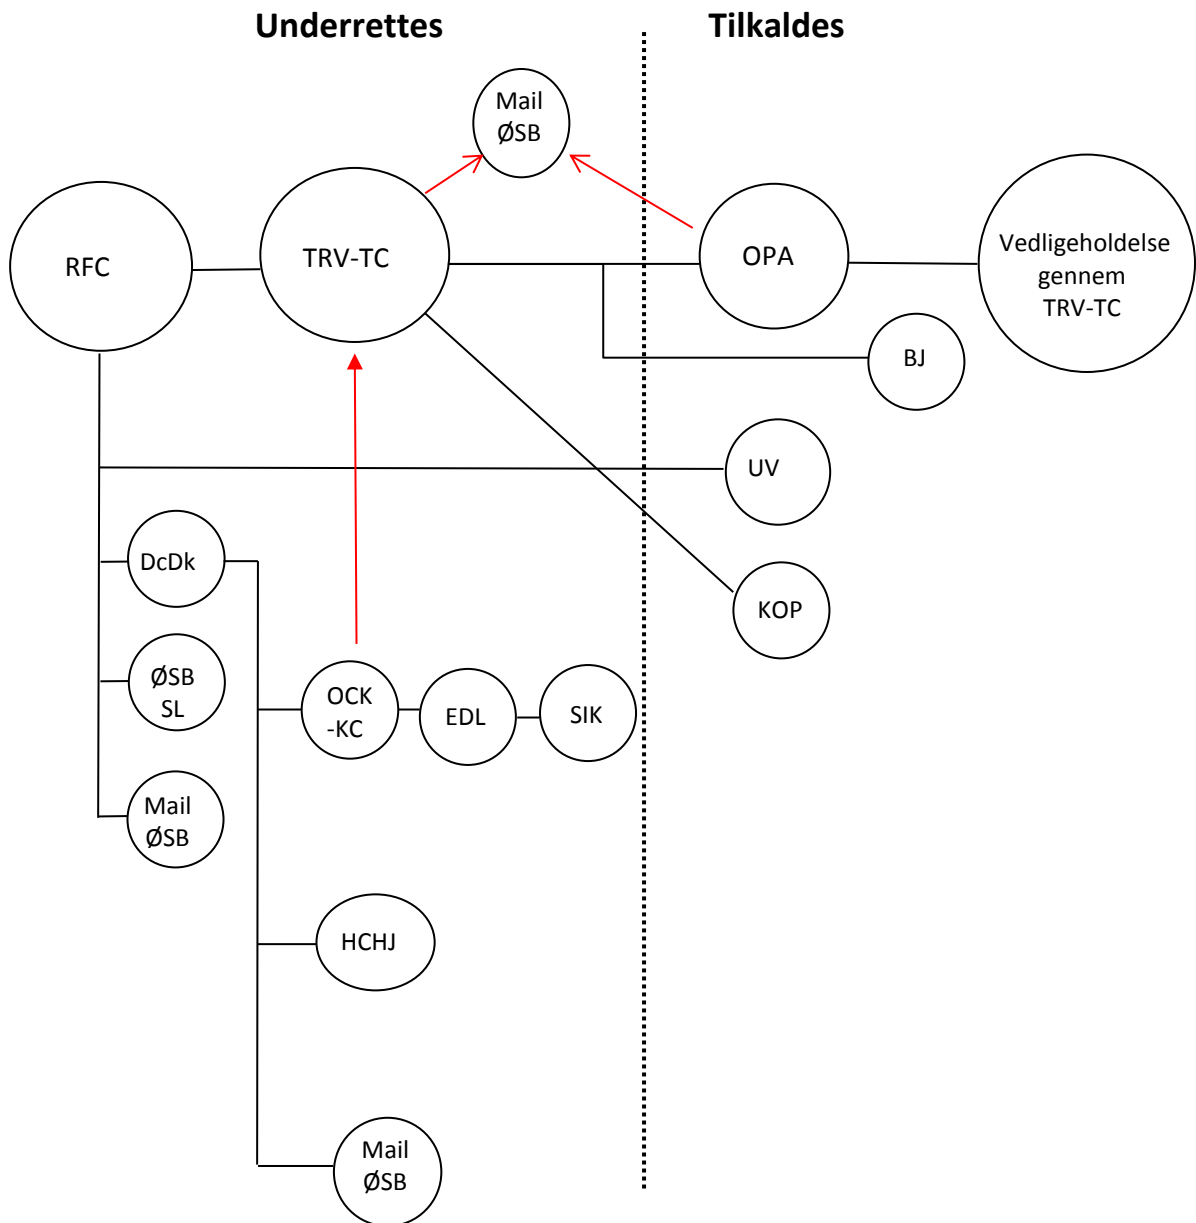 Underrettes
Tilkaldes
Mail
ØSB
RFC
TRV-TC
OPA
Vedligeholdelse
gennem
TRV-TC
BJ
UV
DcDk
KOP
ØSB
SL
OCK
-KC
EDL
SIK
Mail
ØSB
HCHJ
Mail
ØSB